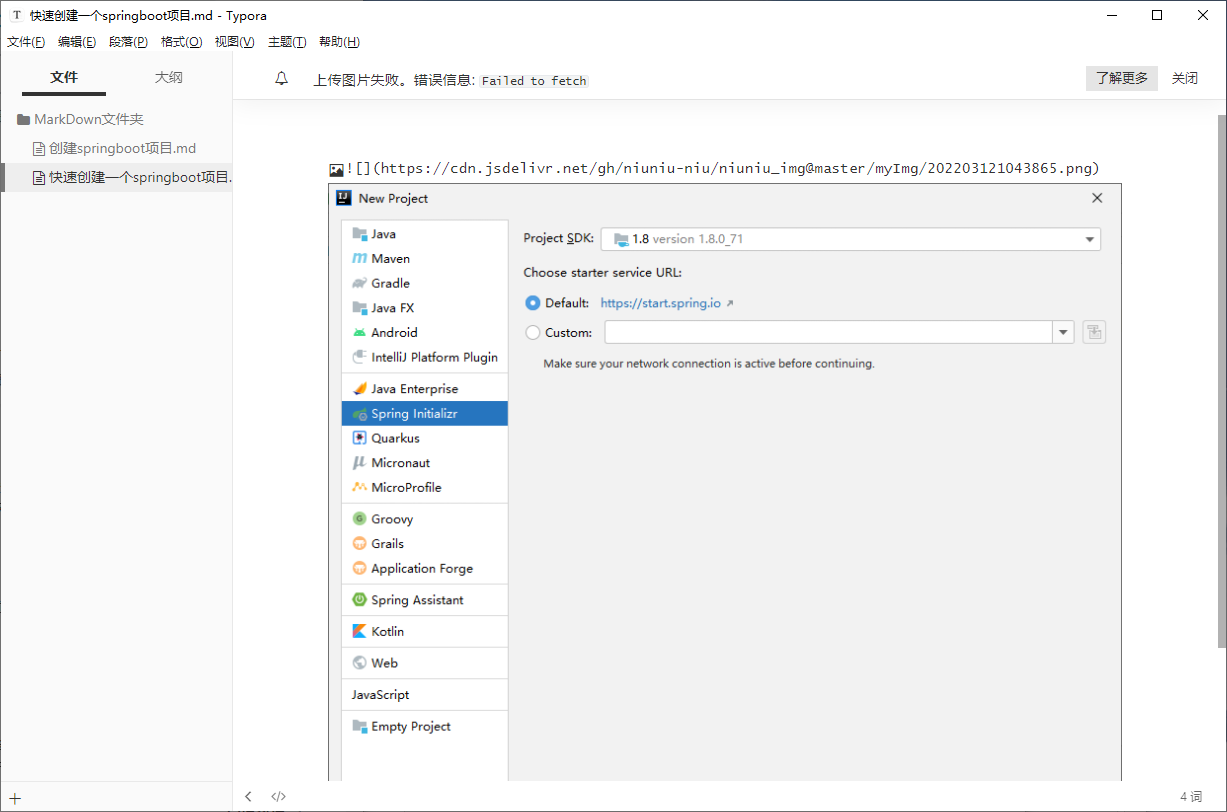 T 快速创建一个springboot项目.md - Typora
文件(F) 编辑(E) 段落(P) 格式(O) 视图(V) 主题(T) 帮助(H)
文件 大纲
上传图片失败。错误信息: Failed to fetch 了解更多 关闭
MarkDown文件夹
创建springboot项目.md
快速创建一个springboot项目.
![](https://cdn.jsdelivr.net/gh/niuniu-niu/niuniu_img@master/myImg/202203121043865.png)
IJ New Project
Java
Maven
Gradle
Java FX
Android
IntelliJ Platform Plugin
Java Enterprise
Spring Initializr
Quarkus
Micronaut
MicroProfile
Groovy
Grails
Application Forge
Spring Assistant
Kotlin
Web
JavaScript
Empty Project
Project SDK: 1.8 version 1.8.0_71
Choose starter service URL:
Default: https://start.spring.io
Custom:
Make sure your network connection is active before continuing.
4 词